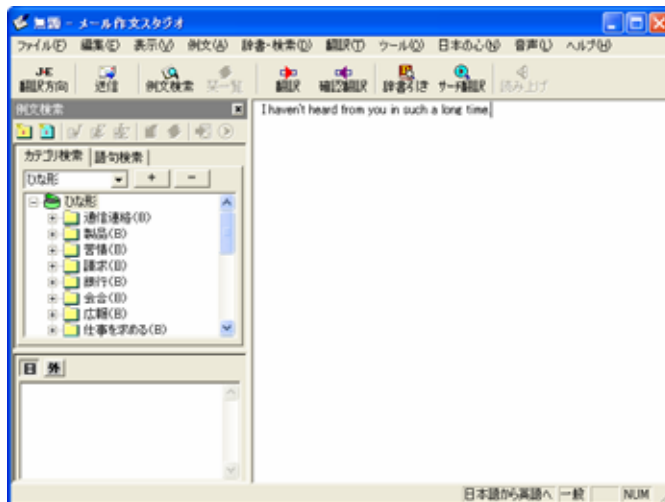 無題 - メール作文スタジオ
ファイル(F) 編集(E) 表示(V) 例文(A) 辞書・検索(D) 翻訳(T) ツール(Q) 日本の心(N) 音声(L) ヘルプ(H)
J-E
翻訳方向 送信 例文検索 栞一覧 翻訳 確認翻訳 辞書引き サーチ翻訳 読み上げ
例文検索
カテゴリ検索 語句検索
ひな形 + -
ひな形
通信連絡(B)
製品(B)
苦情(B)
請求(B)
銀行(B)
会合(B)
広報(B)
仕事を求める(B)
日 外
I haven't heard from you in such a long time.
日本語から英語へ 一般 NUM